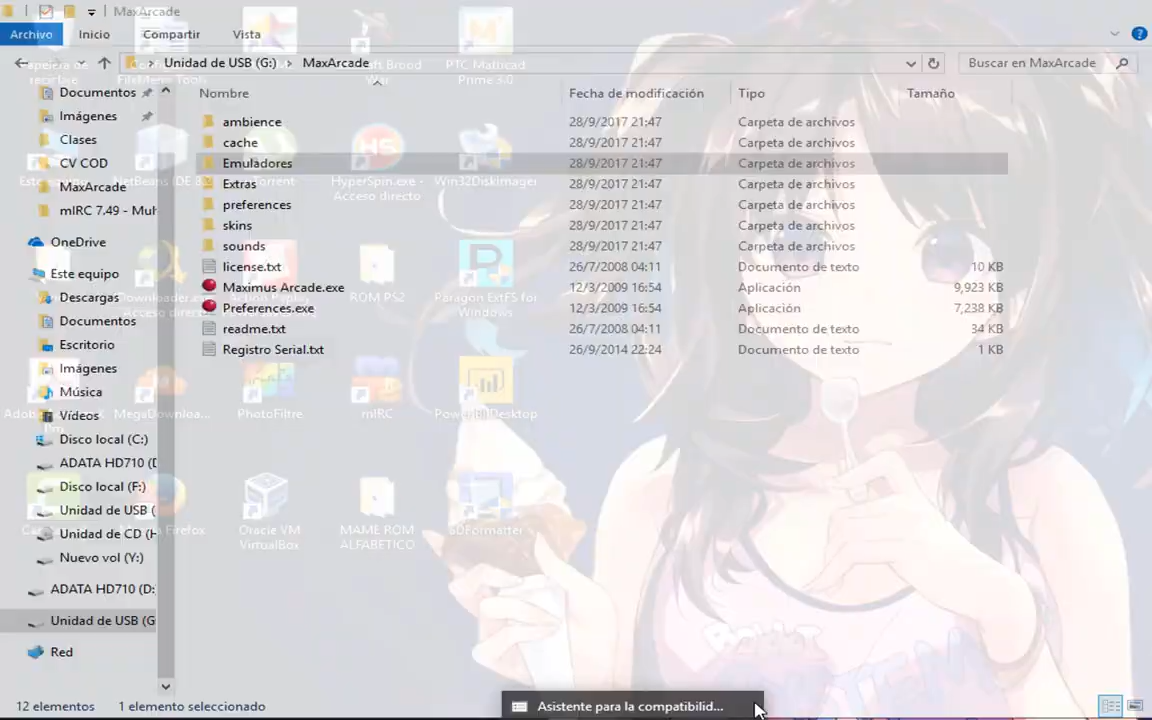 MaxArcade
Archivo Inicio Compartir Vista
Unidad de USB (G:) > MaxArcade
Buscar en MaxArcade
Nombre Fecha de modificación Tipo Tamaño
ambience 28/9/2017 21:47 Carpeta de archivos
cache 28/9/2017 21:47 Carpeta de archivos
Emuladores 28/9/2017 21:47 Carpeta de archivos
Extras 28/9/2017 21:47 Carpeta de archivos
preferences 28/9/2017 21:47 Carpeta de archivos
skins 28/9/2017 21:47 Carpeta de archivos
sounds 28/9/2017 21:47 Carpeta de archivos
license.txt 26/7/2008 04:11 Documento de texto 10 KB
Maximus Arcade.exe 12/3/2009 16:54 Aplicación 9,923 KB
Preferences.exe 12/3/2009 16:54 Aplicación 7,238 KB
readme.txt 26/7/2008 04:11 Documento de texto 34 KB
Registro Serial.txt 26/9/2014 22:24 Documento de texto 1 KB
Documentos
Imágenes
Clases
CV COD
MaxArcade
mIRC 7.49 - Mul
OneDrive
Este equipo
Descargas
Documentos
Escritorio
Imágenes
Música
Vídeos
Disco local (C:)
ADATA HD710 (D
Disco local (F:)
Unidad de USB (
Unidad de CD (H
Nuevo vol (Y:)
ADATA HD710 (D:
Unidad de USB (G
Red
PTC Mathcad
Prime 3.0
HyperSpin.exe -
Acceso directo
Win32DiskImager
ROM PS2
Paragon ExtFS for
Windows
MegaDownloa...
PhotoFiltre
mIRC
PowerBI Desktop
Oracle VM
VirtualBox
MAME ROM
ALFABETICO
SDFormatter
12 elementos 1 elemento seleccionado
Asistente para la compatibilid...